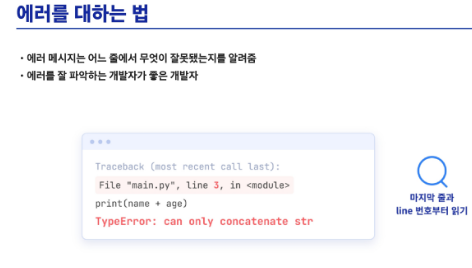 에러를 대하는 법
· 에러 메시지는 어느 줄에서 무엇이 잘못됐는지를 알려줌
· 에러를 잘 파악하는 개발자가 좋은 개발자
Traceback (most recent call last):
File "main.py", line 3, in <module>
print(name + age)
TypeError: can only concatenate str
마지막 줄과
line 번호부터 읽기